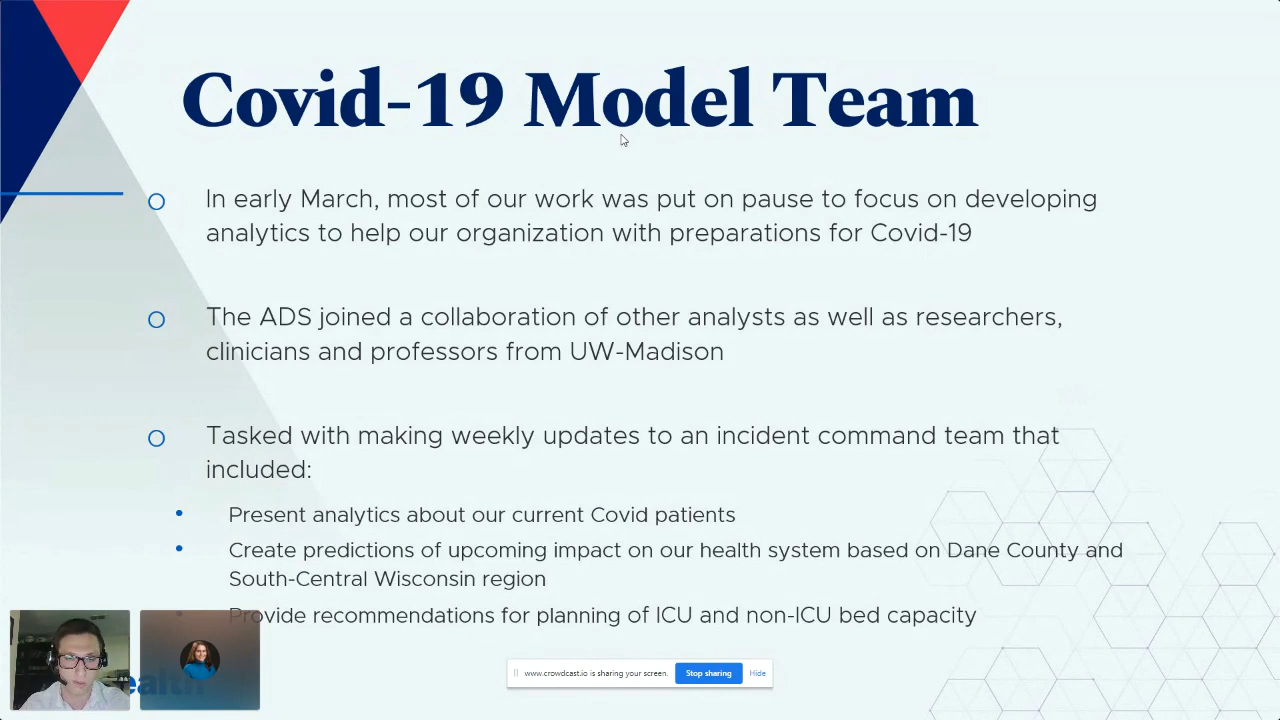 Covid-19 Model Team
In early March, most of our work was put on pause to focus on developing
analytics to help our organization with preparations for Covid-19
The ADS joined a collaboration of other analysts as well as researchers,
clinicians and professors from UW-Madison
Tasked with making weekly updates to an incident command team that
included:
Present analytics about our current Covid patients
Create predictions of upcoming impact on our health system based on Dane County and
South-Central Wisconsin region
Provide recommendations for planning of ICU and non-ICU bed capacity
www.crowdcast.io is sharing your screen. Stop sharing Hide